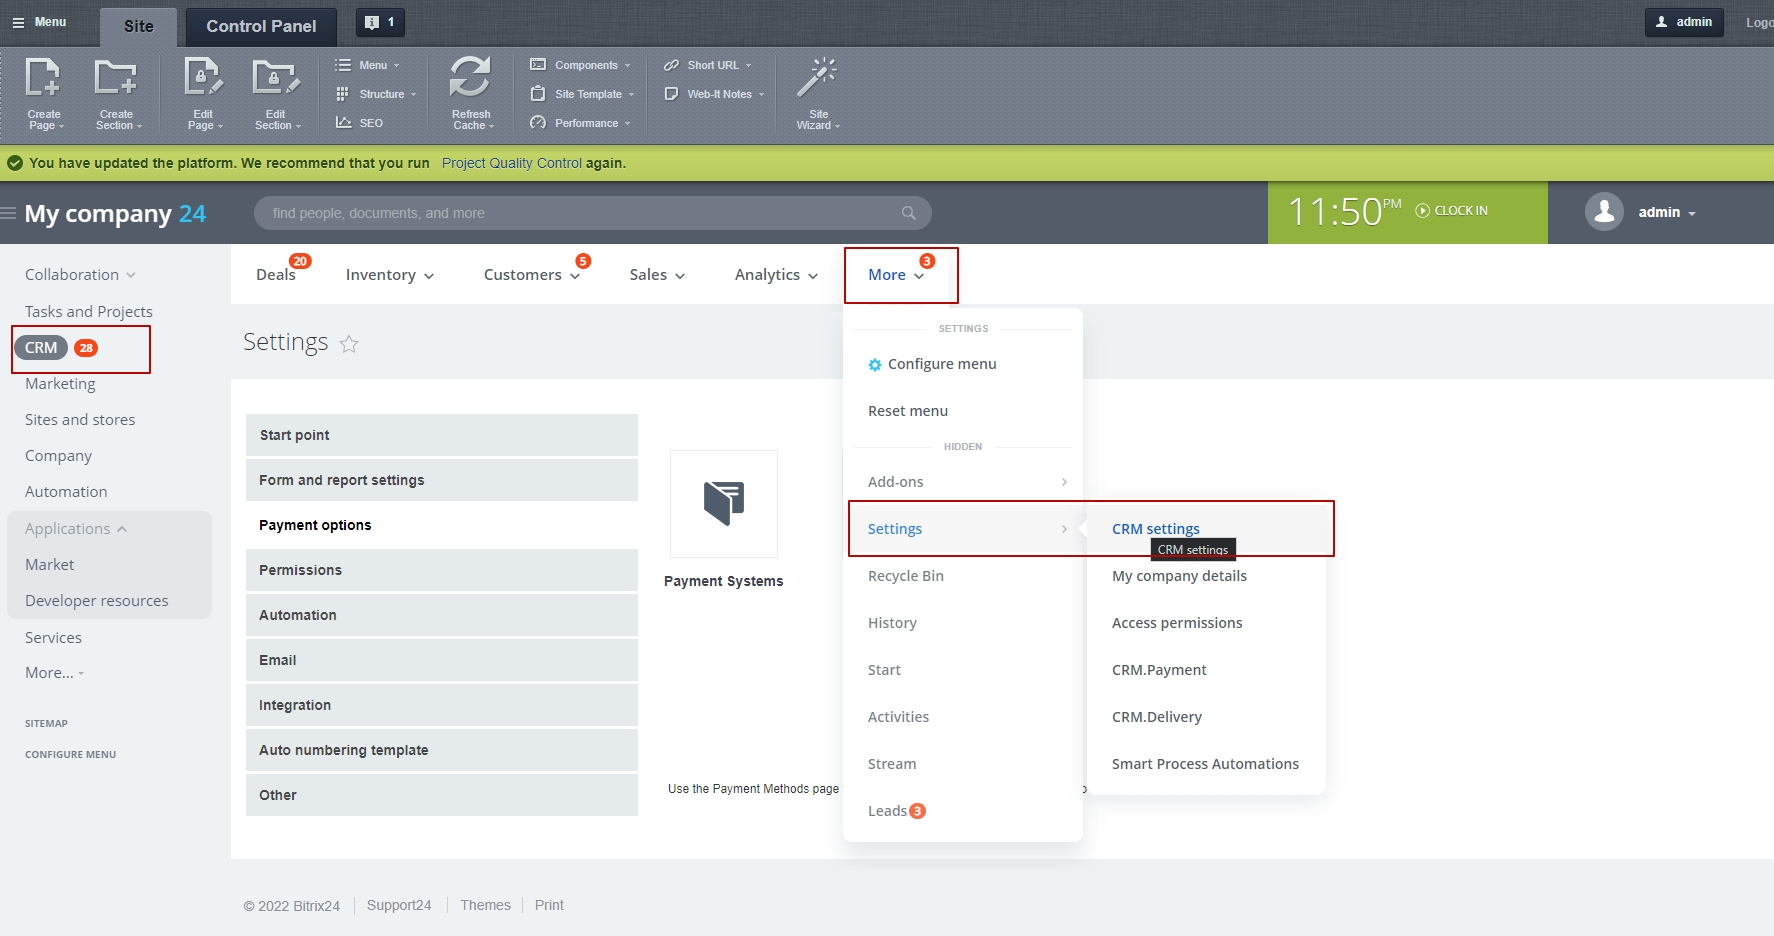 Menu
Site
Control Panel
1
admin
Logo
Create Page
Create Section
Edit Page
Edit Section
Menu
Structure
SEO
Refresh Cache
Components
Site Template
Performance
Short URL
Web-It Notes
Site Wizard
You have updated the platform. We recommend that you run Project Quality Control again.
My company 24
find people, documents, and more
11:50 PM
CLOCK IN
admin
Collaboration
Tasks and Projects
CRM 28
Marketing
Sites and stores
Company
Automation
Applications
Market
Developer resources
Services
More...
SITEMAP
CONFIGURE MENU
Deals 20
Inventory
Customers 5
Sales
Analytics
More 3
Settings
Start point
Form and report settings
Payment options
Permissions
Automation
Email
Integration
Auto numbering template
Other
Payment Systems
Use the Payment Methods page
SETTINGS
Configure menu
Reset menu
HIDDEN
Add-ons
Settings
Recycle Bin
History
Start
Activities
Stream
Leads 3
CRM settings
CRM settings
My company details
Access permissions
CRM.Payment
CRM.Delivery
Smart Process Automations
© 2022 Bitrix24
Support24
Themes
Print